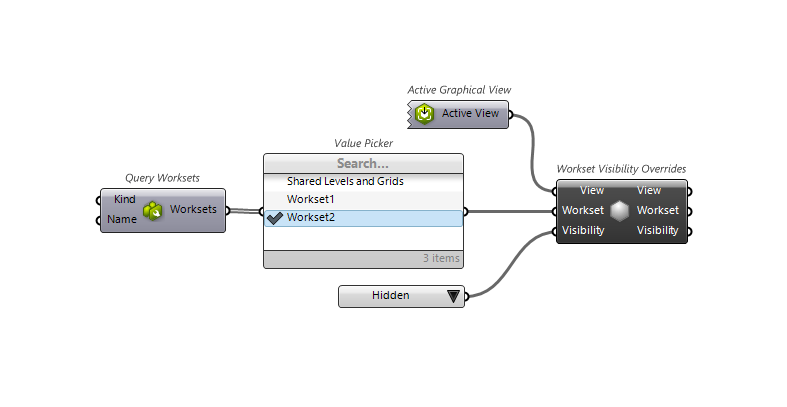 Active Graphical View
Active View
Value Picker
Search...
Shared Levels and Grids
Workset1
Workset2
3 items
Query Worksets
Kind
Name
Worksets
Workset Visibility Overrides
View
View
Workset
Workset
Visibility
Visibility
Hidden